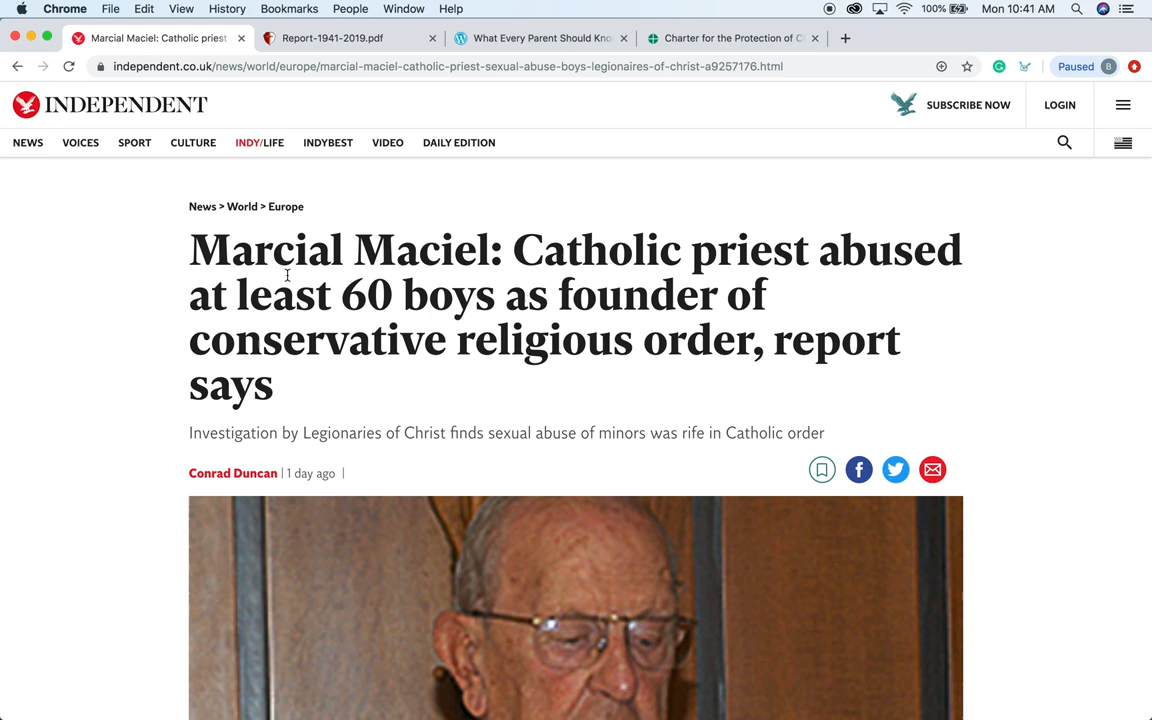 Chrome File Edit View History Bookmarks People Window Help 100% Mon 10:41 AM
Marcial Maciel: Catholic priest Report-1941-2019.pdf What Every Parent Should Kno Charter for the Protection of C
independent.co.uk/news/world/europe/marcial-maciel-catholic-priest-sexual-abuse-boys-legionaires-of-christ-a9257176.html Paused B
INDEPENDENT SUBSCRIBE NOW LOGIN
NEWS VOICES SPORT CULTURE INDY/LIFE INDYBEST VIDEO DAILY EDITION
News > World > Europe
Marcial Maciel: Catholic priest abused
at least 60 boys as founder of
conservative religious order, report
says
Investigation by Legionaries of Christ finds sexual abuse of minors was rife in Catholic order
Conrad Duncan | 1 day ago |